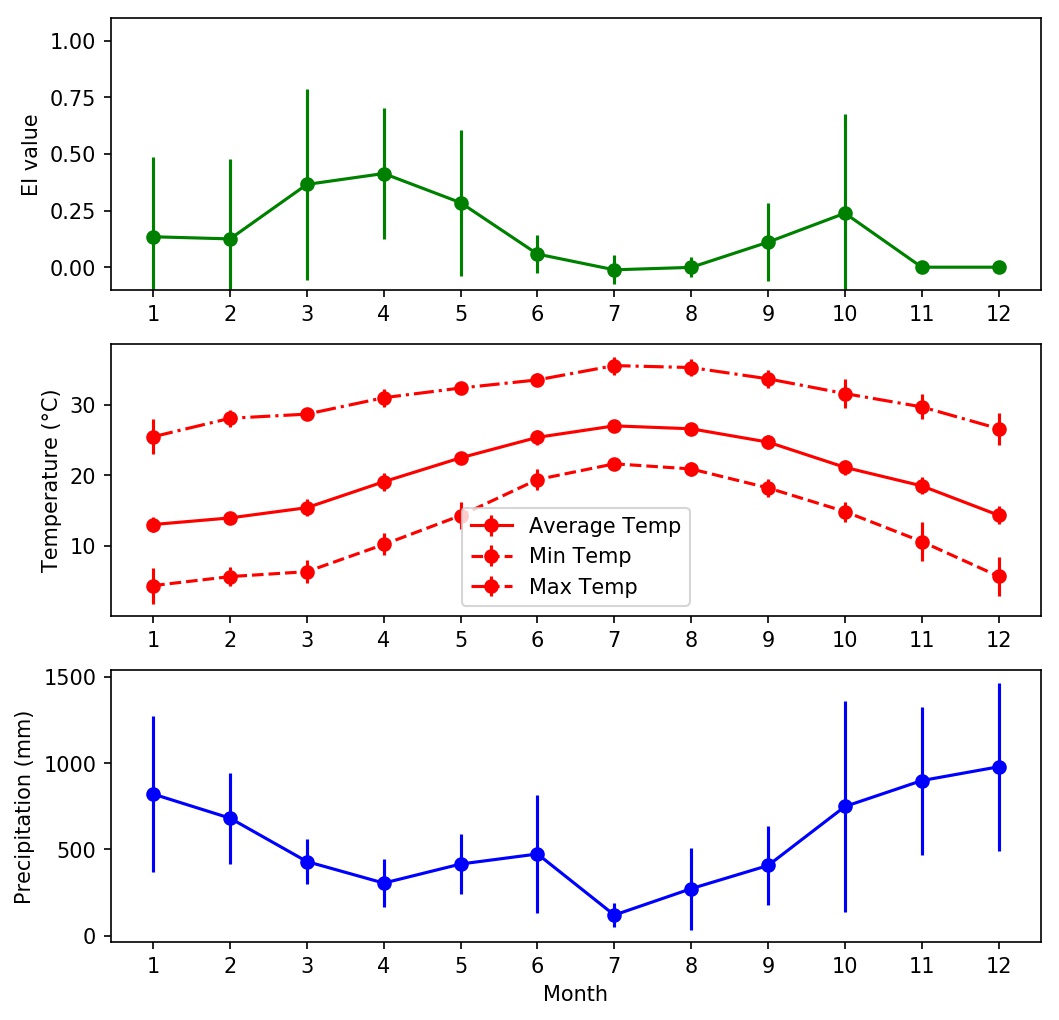 EI value
1.00
0.75
0.50
0.25
0.00
1 2 3 4 5 6 7 8 9 10 11 12
Temperature (°C)
30
20
10
Average Temp
Min Temp
Max Temp
1 2 3 4 5 6 7 8 9 10 11 12
Precipitation (mm)
1500
1000
500
0
1 2 3 4 5 6 7 8 9 10 11 12
Month